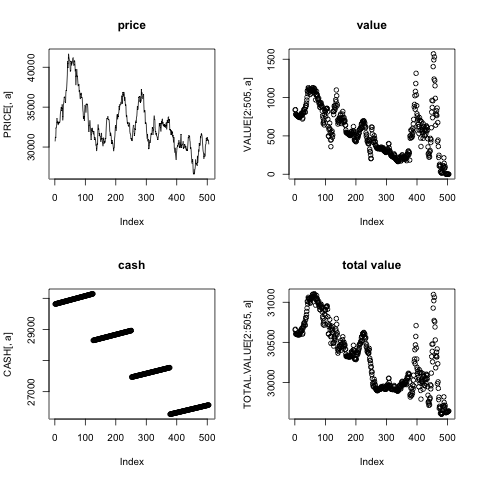 price
PRICE[, a]
40000
35000
30000
0 100 200 300 400 500
Index
value
VALUE[2:505, a]
1500
1000
500
0
0 100 200 300 400 500
Index
cash
CASH[, a]
29000
27000
0 100 200 300 400 500
Index
total value
TOTAL.VALUE[2:505, a]
31000
30500
30000
0 100 200 300 400 500
Index